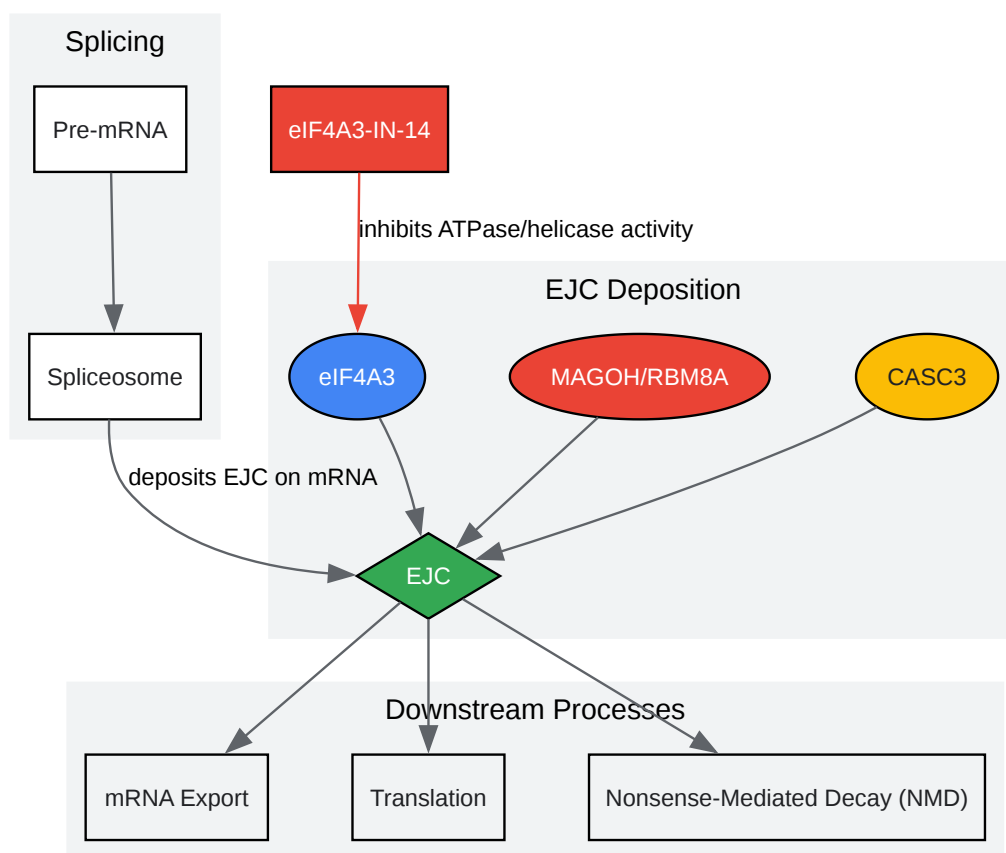 Splicing
Pre-mRNA
eIF4A3-IN-14
inhibits ATPase/helicase activity
EJC Deposition
Spliceosome
eIF4A3
MAGOH/RBM8A
CASC3
deposits EJC on mRNA
EJC
Downstream Processes
mRNA Export
Translation
Nonsense-Mediated Decay (NMD)